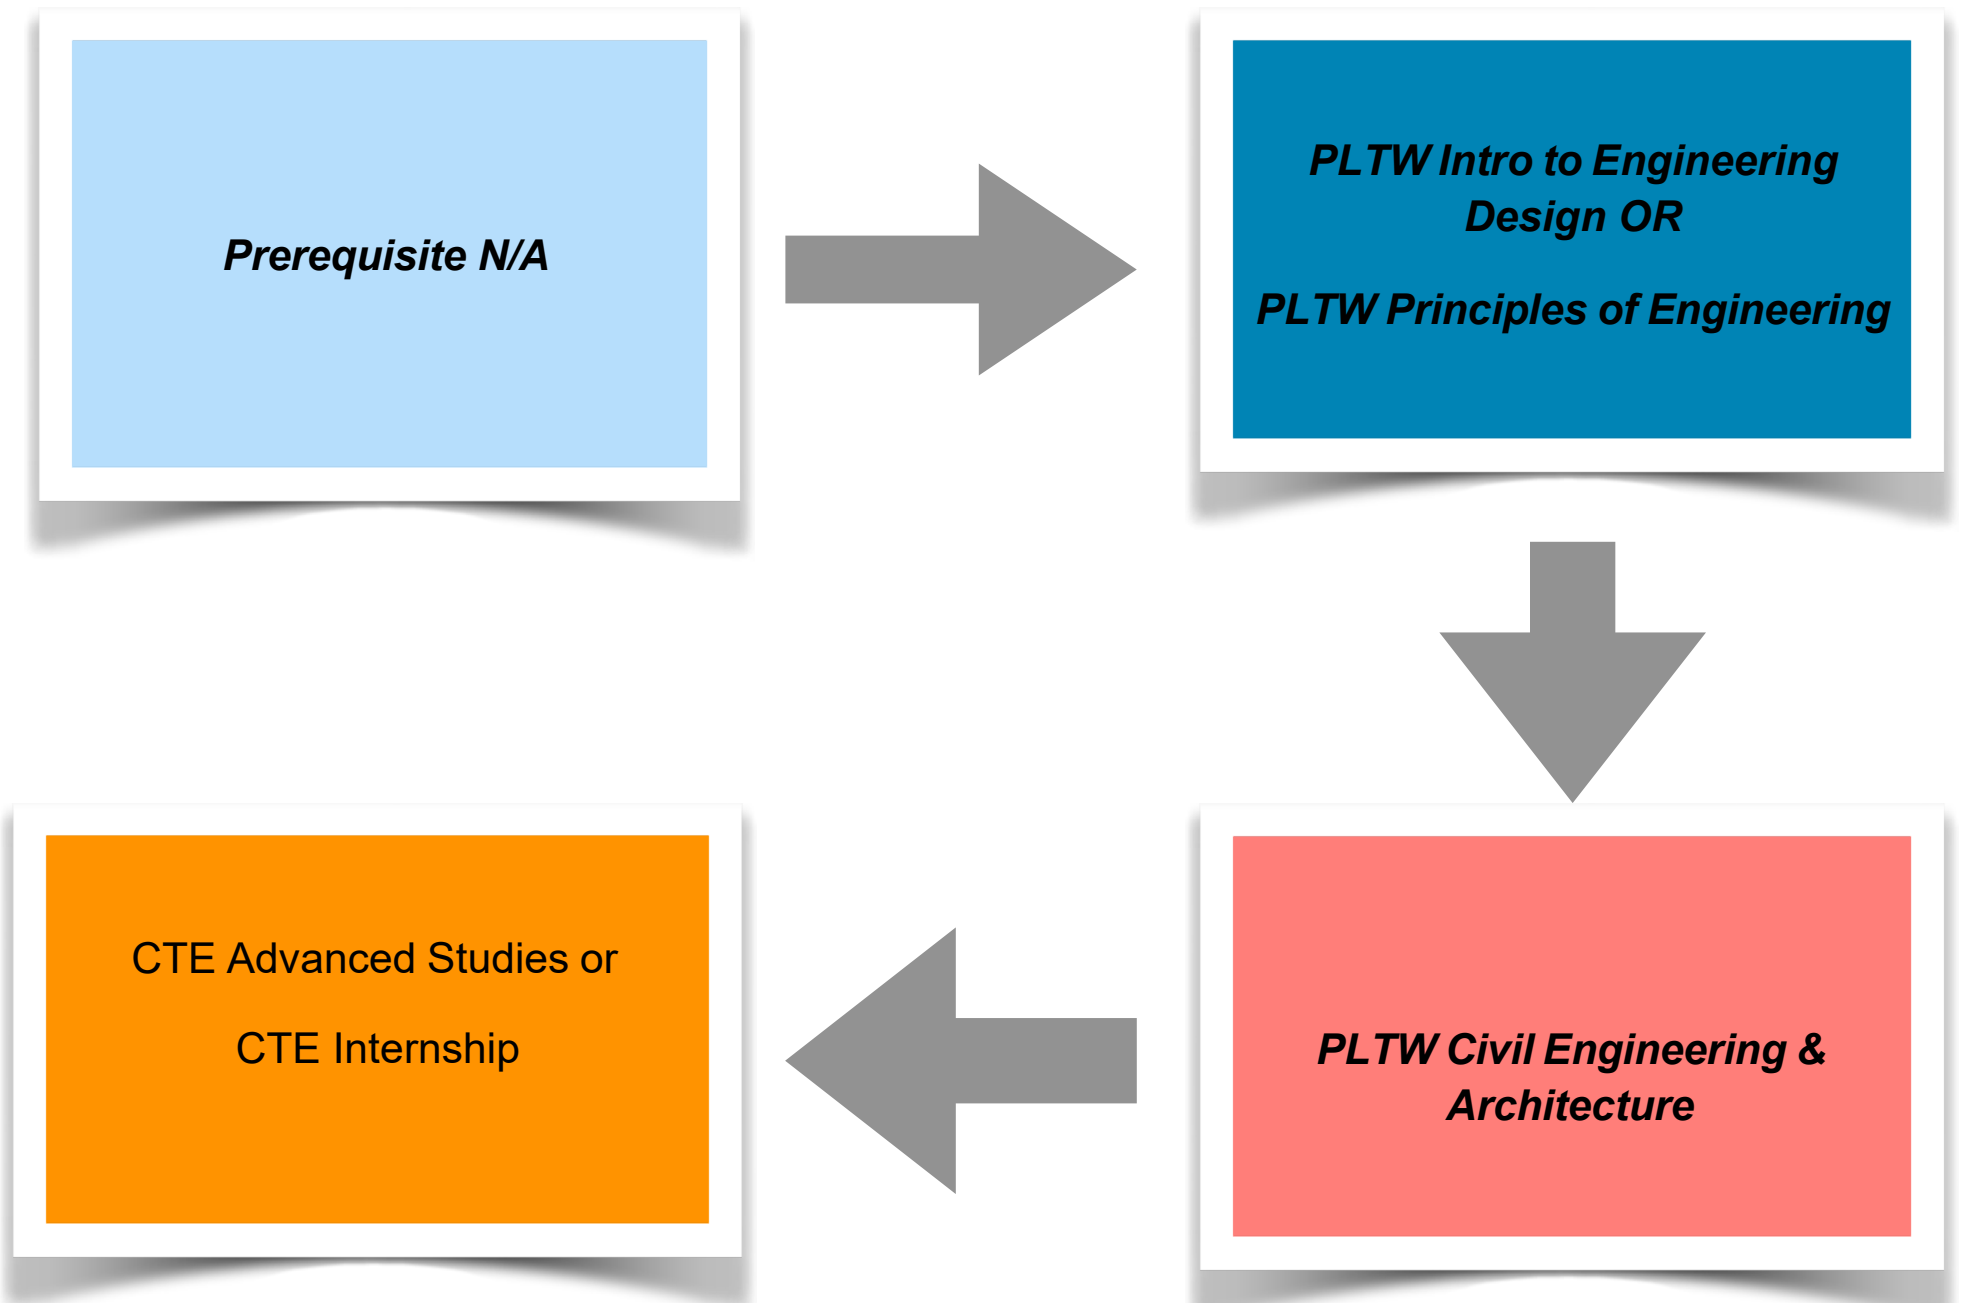 Prerequisite N/A
PLTW Intro to Engineering
Design OR
PLTW Principles of Engineering
PLTW Civil Engineering &
Architecture
CTE Advanced Studies or
CTE Internship